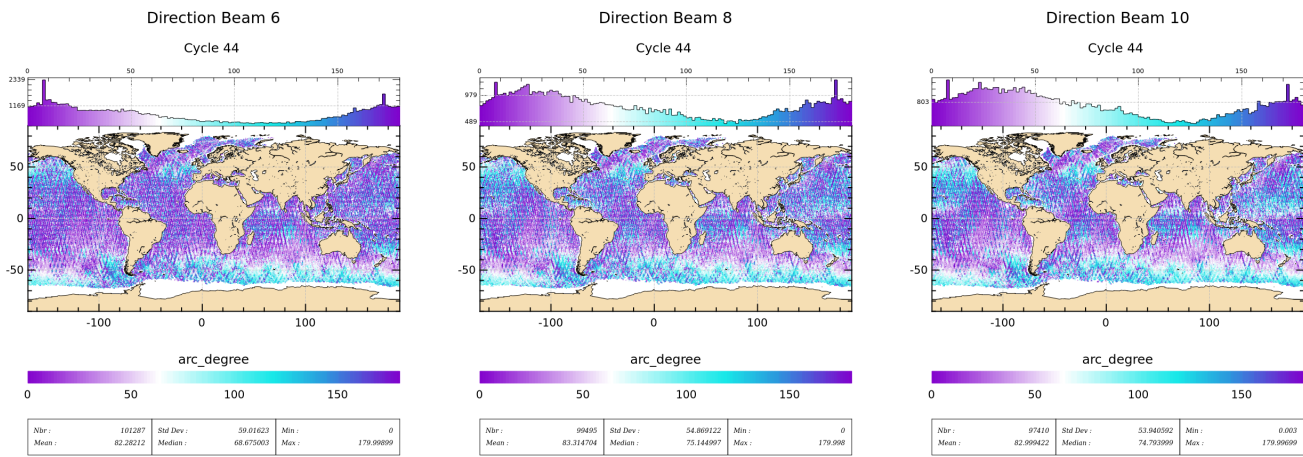 Direction Beam 6
Cycle 44
0 50 100 150
2339
1169
50
0
-50
-100 0 100
arc_degree
0 50 100 150
Nbr : 101287 Std Dev : 59.01623 Min : 0
Mean : 82.28212 Median : 68.675003 Max : 179.99899
Direction Beam 8
Cycle 44
0 50 100 150
979
489
50
0
-50
-100 0 100
arc_degree
0 50 100 150
Nbr : 99495 Std Dev : 54.869122 Min : 0
Mean : 83.314704 Median : 75.144997 Max : 179.998
Direction Beam 10
Cycle 44
0 50 100 150
803
50
0
-50
-100 0 100
arc_degree
0 50 100 150
Nbr : 97410 Std Dev : 53.940592 Min : 0.003
Mean : 82.999422 Median : 74.793999 Max : 179.99699